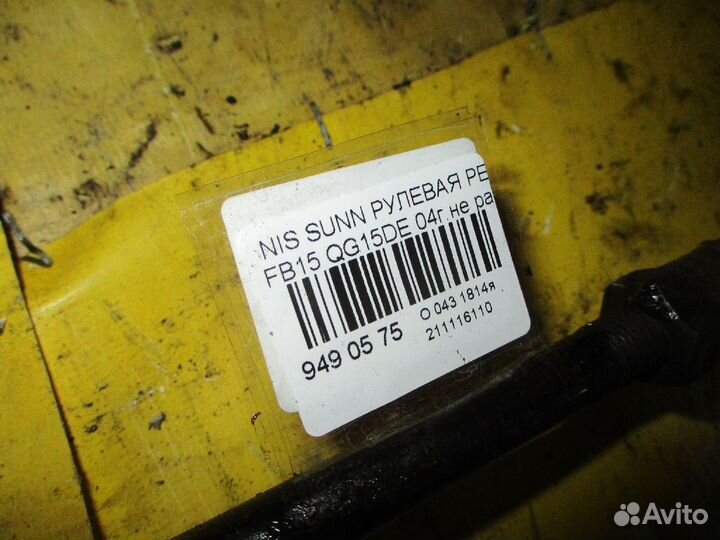 NIS SUNN РУЛЕВАЯ РЕ
FB15 QG15DE 04г не ра
949 05 75
О 043 1814я
211116110
Avito